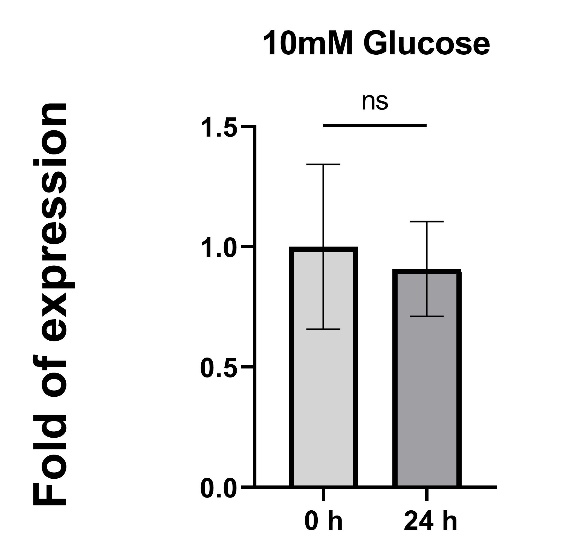 10mM Glucose
ns
Fold of expression
1.5
1.0
0.5
0.0
0 h 24 h